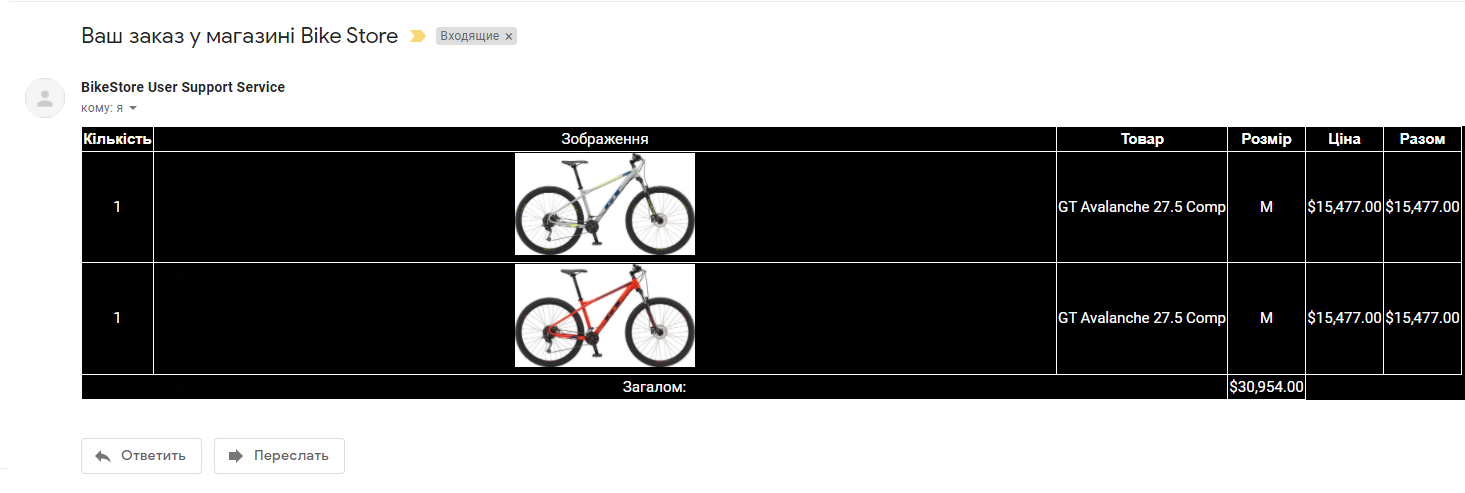 Ваш заказ у магазині Bike Store Входящие ×
BikeStore User Support Service
кому: я
Кількість Зображення Товар Розмір Ціна Разом
1 GT Avalanche 27.5 Comp M $15,477.00 $15,477.00
1 GT Avalanche 27.5 Comp M $15,477.00 $15,477.00
Загалом: $30,954.00
Ответить Переслать